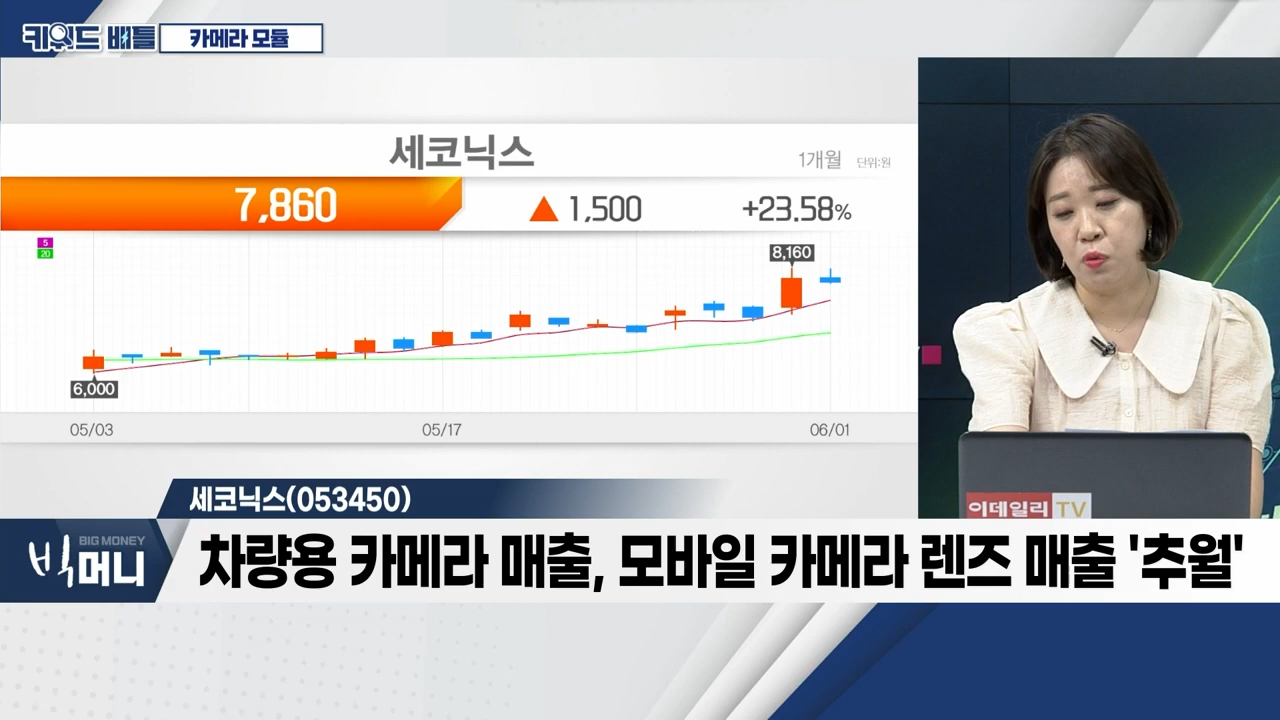 키워드 배틀
카메라 모듈
세코닉스
1개월 단위:원
7,860 ▲ 1,500 +23.58%
5
20
8,160
6,000
05/03 05/17 06/01
이데일리 TV
세코닉스(053450)
BIG MONEY
빅머니
차량용 카메라 매출, 모바일 카메라 렌즈 매출 '추월'